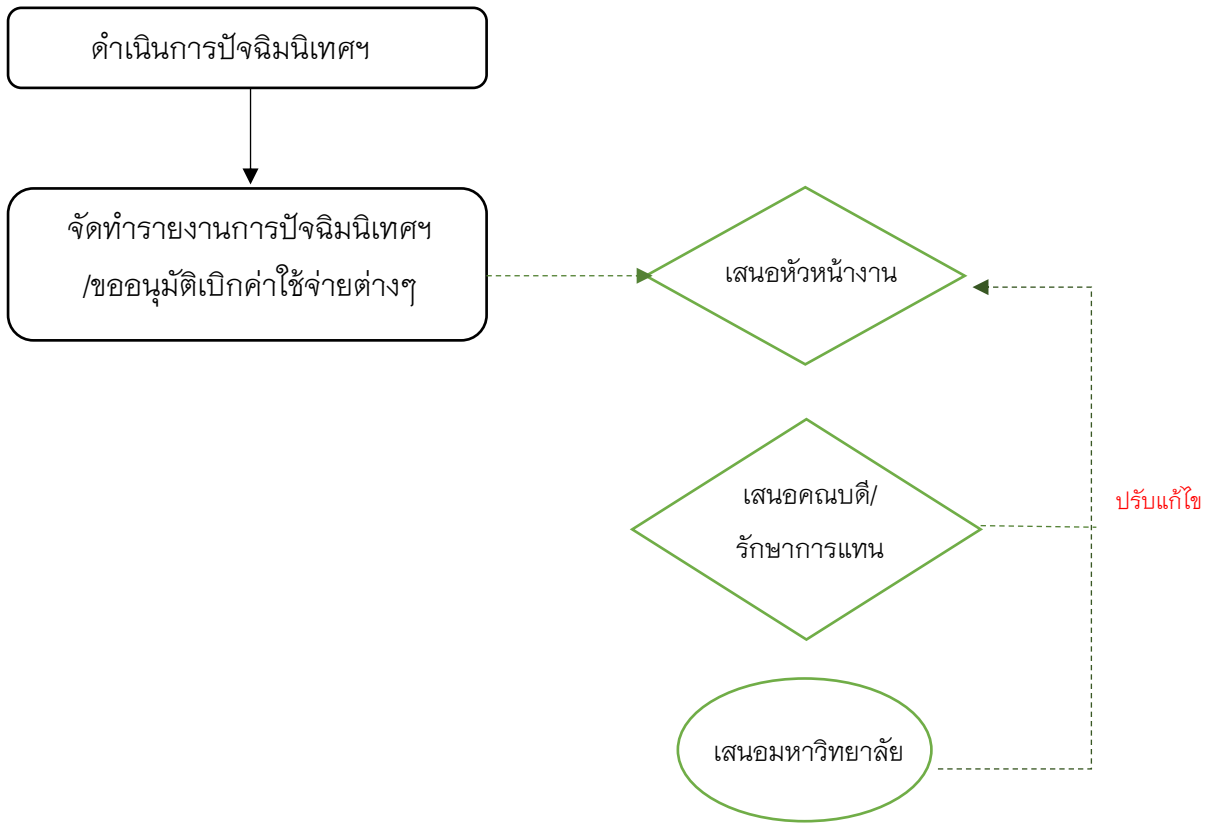 ดำเนินการปัจฉิมนิเทศฯ
จัดทำรายงานการปัจฉิมนิเทศฯ
/ขออนุมัติเบิกค่าใช้จ่ายต่างๆ
เสนอหัวหน้างาน
เสนอคณบดี/
รักษาการแทน
ปรับแก้ไข
เสนอมหาวิทยาลัย